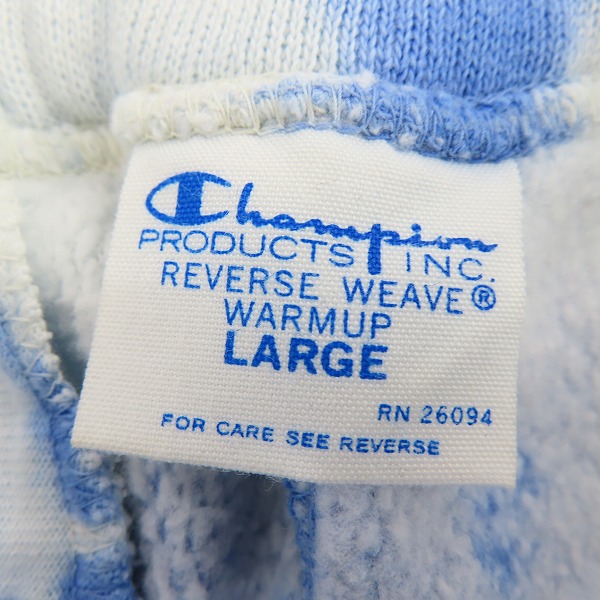 Champion
PRODUCTS INC.
REVERSE WEAVE®
WARMUP
LARGE
RN 26094
FOR CARE SEE REVERSE